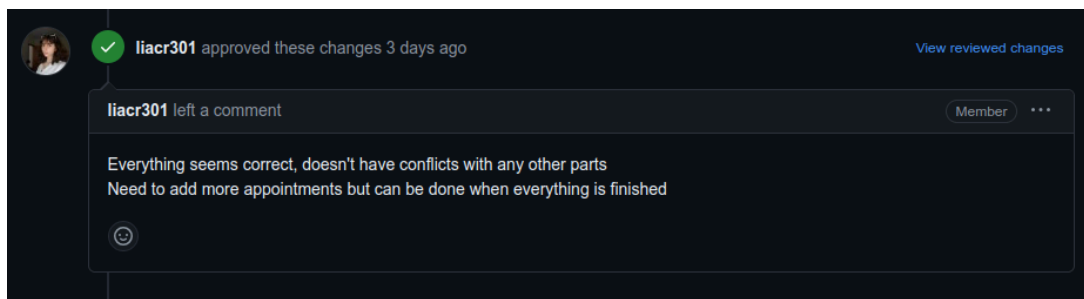 liacr301 approved these changes 3 days ago
View reviewed changes
liacr301 left a comment
Member
Everything seems correct, doesn't have conflicts with any other parts
Need to add more appointments but can be done when everything is finished